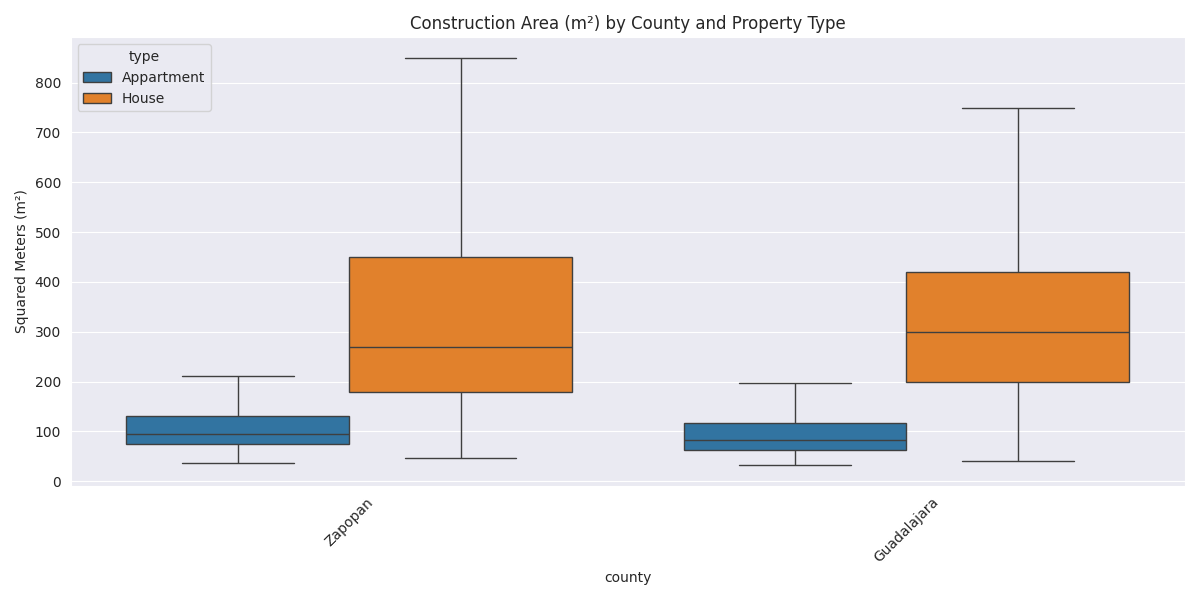 Construction Area (m²) by County and Property Type
type
Appartment
House
Squared Meters (m²)
800
700
600
500
400
300
200
100
0
Zapopan
Guadalajara
county